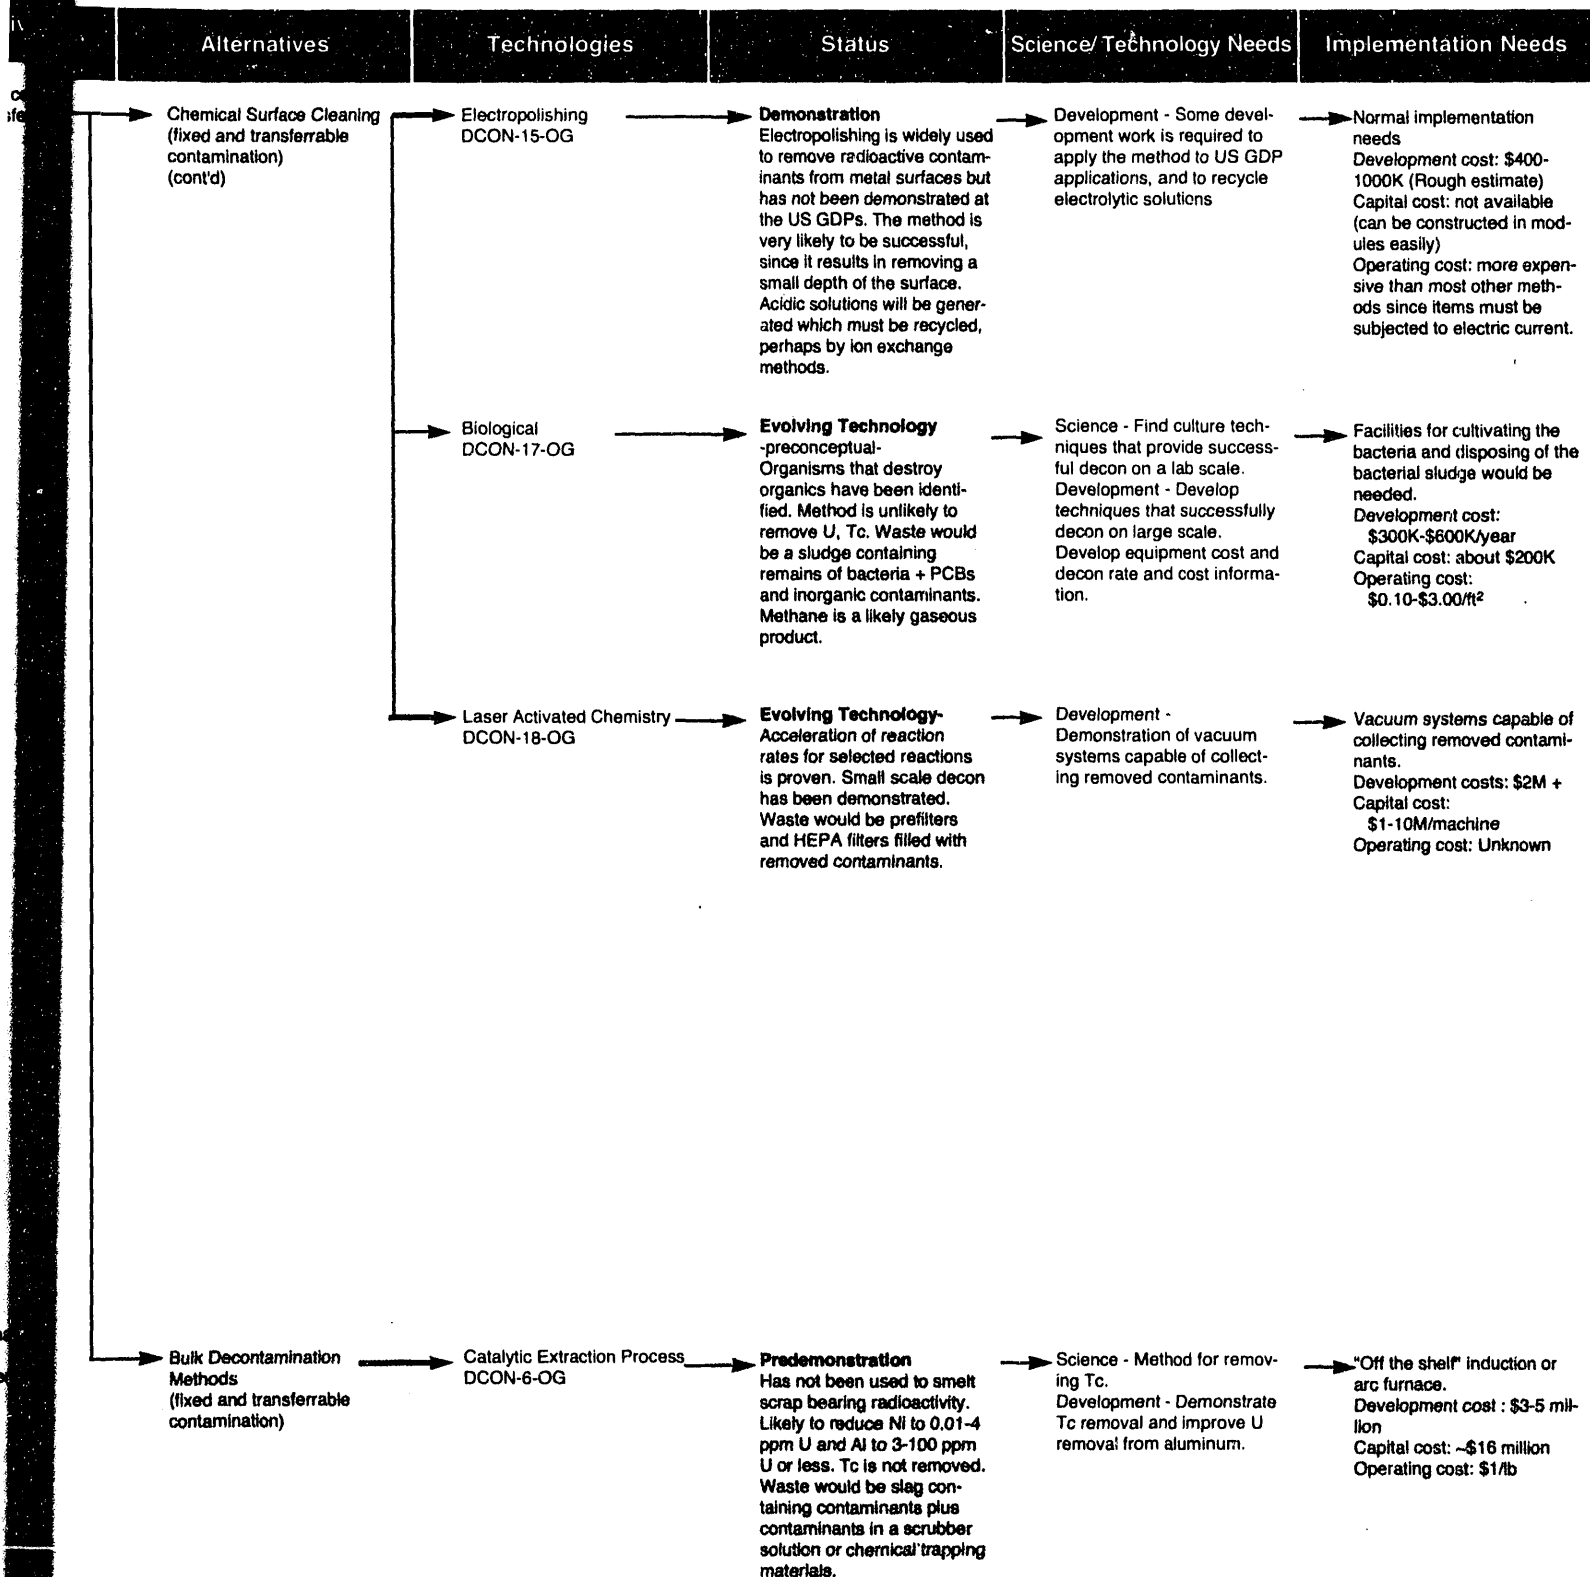 Alternatives
Technologies
Status
Science/ Technology Needs
Implementation Needs
Chemical Surface Cleaning
(fixed and transferrable
contamination)
(cont'd)
Electropolishing
DCON-15-OG
Demonstration
Electropolishing is widely used
to remove radioactive contam-
inants from metal surfaces but
has not been demonstrated at
the US GDPs. The method is
very likely to be successful,
since it results in removing a
small depth of the surface.
Acidic solutions will be gener-
ated which must be recycled,
perhaps by ion exchange
methods.
Development - Some devel-
opment work is required to
apply the method to US GDP
applications, and to recycle
electrolytic solutions
Normal implementation
needs
Development cost: $400-
1000K (Rough estimate)
Capital cost: not available
(can be constructed in mod-
ules easily)
Operating cost: more expen-
sive than most other meth-
ods since items must be
subjected to electric current.
Biological
DCON-17-OG
Evolving Technology
-preconceptual-
Organisms that destroy
organics have been identi-
fied. Method is unlikely to
remove U, Tc. Waste would
be a sludge containing
remains of bacteria + PCBs
and inorganic contaminants.
Methane is a likely gaseous
product.
Science - Find culture tech-
niques that provide success-
ful decon on a lab scale.
Development - Develop
techniques that successfully
decon on large scale.
Develop equipment cost and
decon rate and cost informa-
tion.
Facilities for cultivating the
bacteria and disposing of the
bacterial sludge would be
needed.
Development cost:
$300K-$600K/year
Capital cost: about $200K
Operating cost:
$0.10-$3.00/ft²
Laser Activated Chemistry
DCON-18-OG
Evolving Technology-
Acceleration of reaction
rates for selected reactions
is proven. Small scale decon
has been demonstrated.
Waste would be prefilters
and HEPA filters filled with
removed contaminants.
Development -
Demonstration of vacuum
systems capable of collect-
ing removed contaminants.
Vacuum systems capable of
collecting removed contami-
nants.
Development costs: $2M +
Capital cost:
$1-10M/machine
Operating cost: Unknown
Bulk Decontamination
Methods
(fixed and transferrable
contamination)
Catalytic Extraction Process
DCON-6-OG
Predemonstration
Has not been used to smelt
scrap bearing radioactivity.
Likely to reduce Ni to 0.01-4
ppm U and Al to 3-100 ppm
U or less. Tc is not removed.
Waste would be slag con-
taining contaminants plus
contaminants in a scrubber
solution or chemical trapping
materials.
Science - Method for remov-
ing Tc.
Development - Demonstrate
Tc removal and improve U
removal from aluminum.
"Off the shelf" induction or
arc furnace.
Development cost : $3-5 mil-
lion
Capital cost: ~$16 million
Operating cost: $1/lb